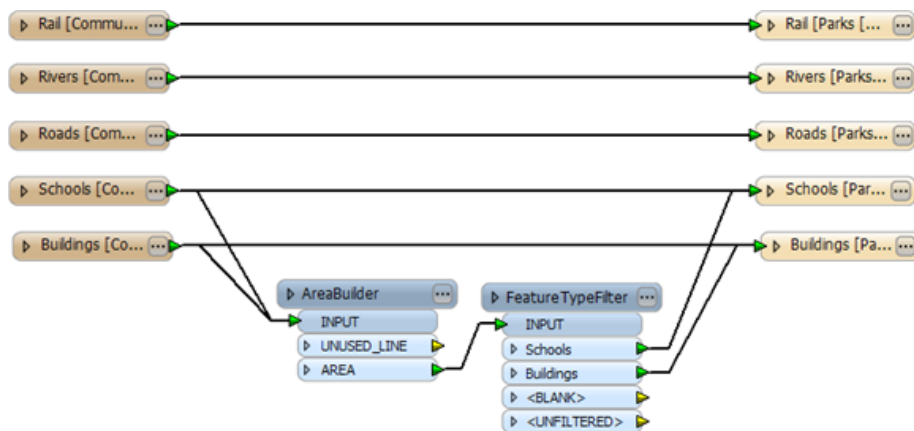 Rail [Commu...
Rail [Parks [...
Rivers [Com...
Rivers [Parks...
Roads [Com...
Roads [Parks...
Schools [Co...
Schools [Par...
Buildings [Co...
Buildings [Pa...
AreaBuilder
INPUT
UNUSED_LINE
AREA
FeatureTypeFilter
INPUT
Schools
Buildings
<BLANK>
<UNFILTERED>